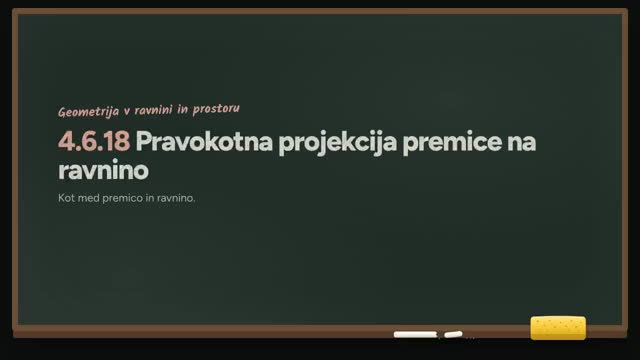 Geometrija v ravnini in prostoru
4.6.18 Pravokotna projekcija premice na
ravnino
Kot med premico in ravnino.